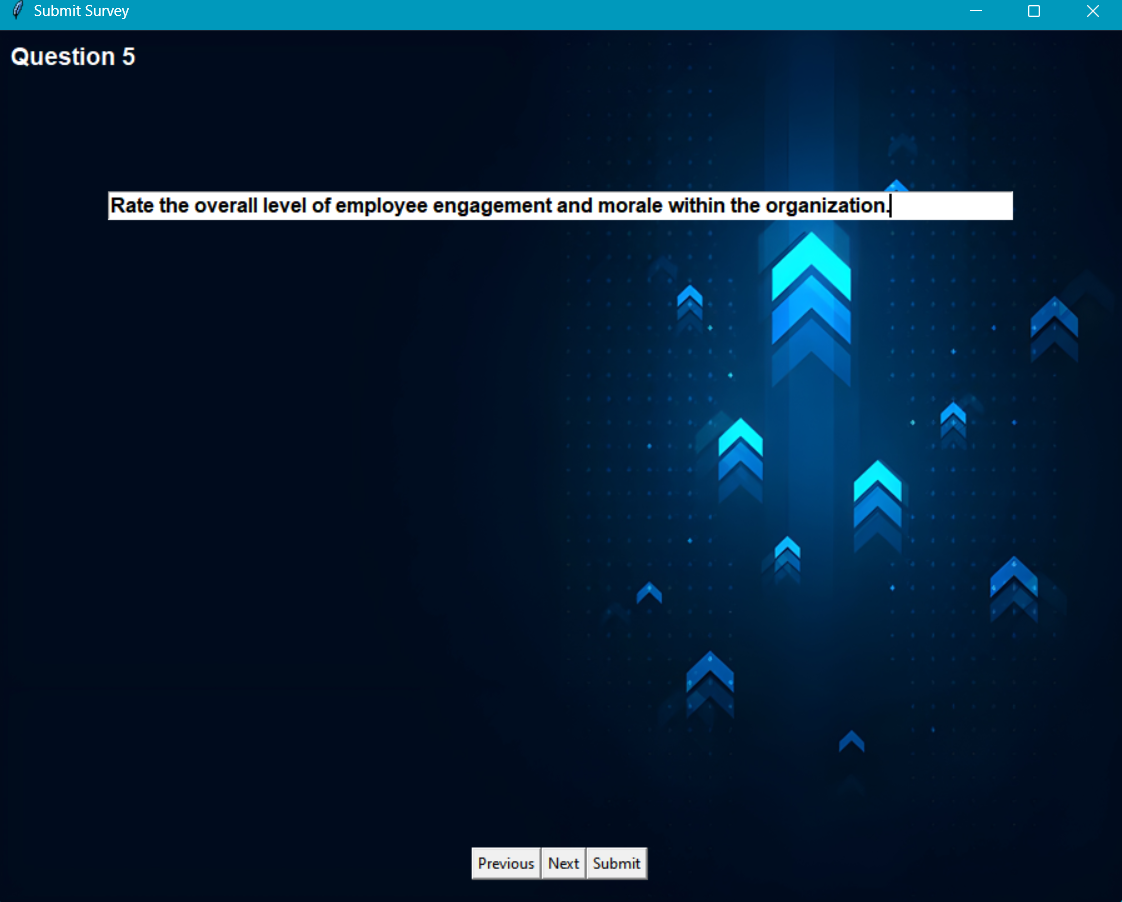 Submit Survey
Question 5
Rate the overall level of employee engagement and morale within the organization.
Previous Next Submit